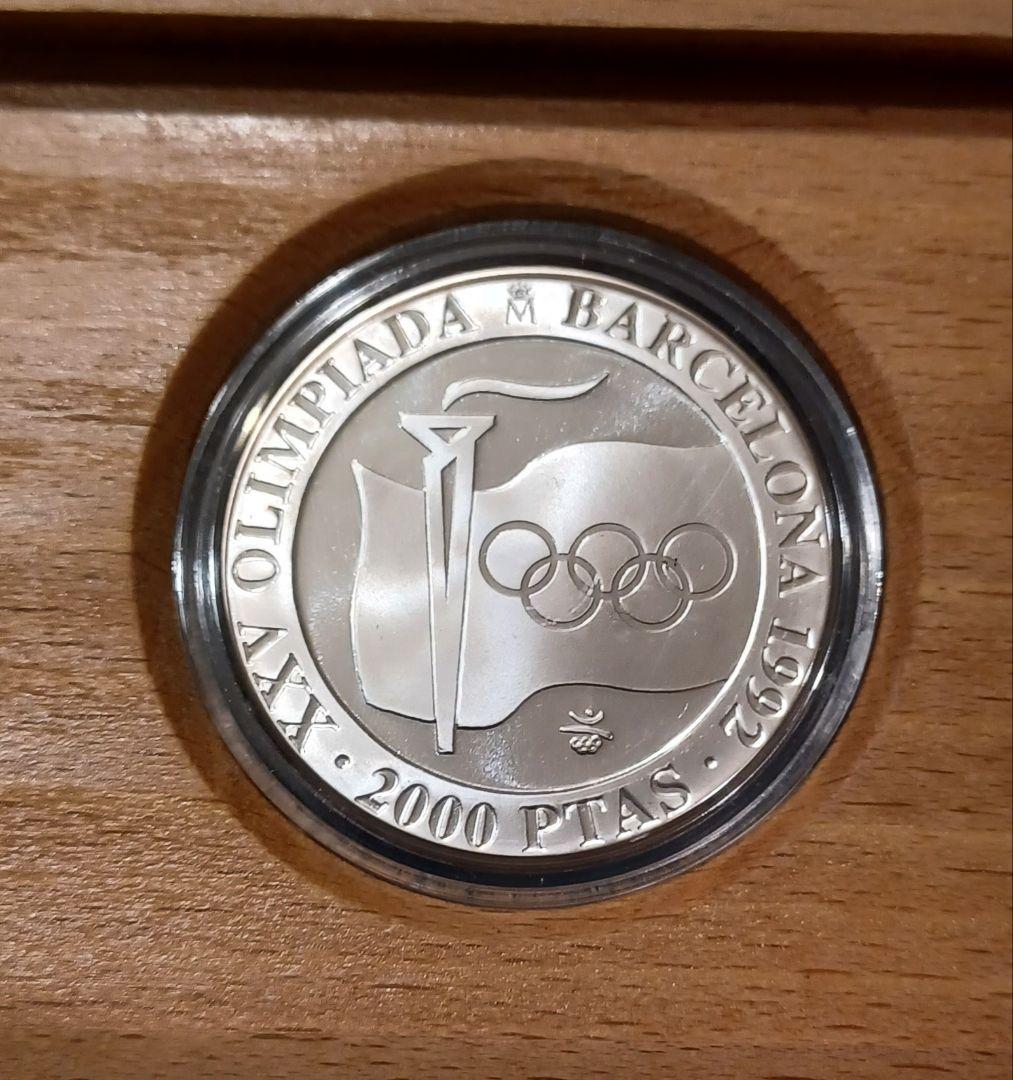 XXV OLIMPIADA M BARCELONA 1992
· 2000 PTAS ·